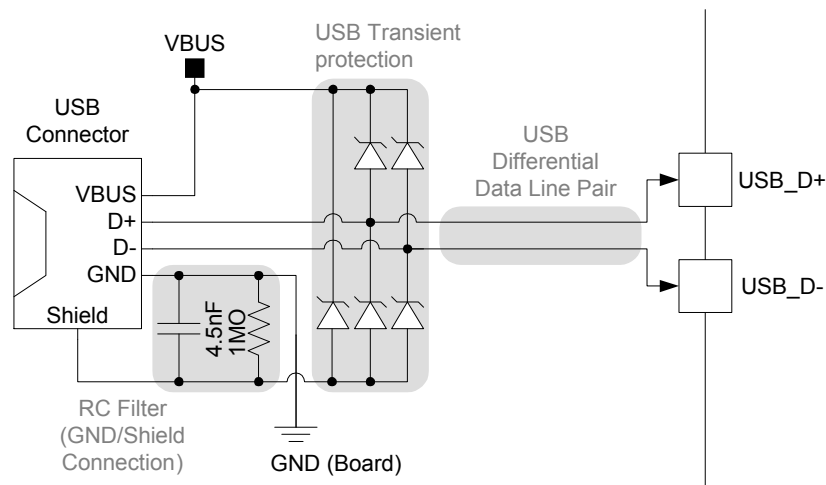 VBUS
USB Transient
protection
USB
Connector
USB
Differential
Data Line Pair
VBUS
D+
D-
GND
Shield
USB_D+
USB_D-
4.5nF
1MO
RC Filter
(GND/Shield
Connection)
GND (Board)